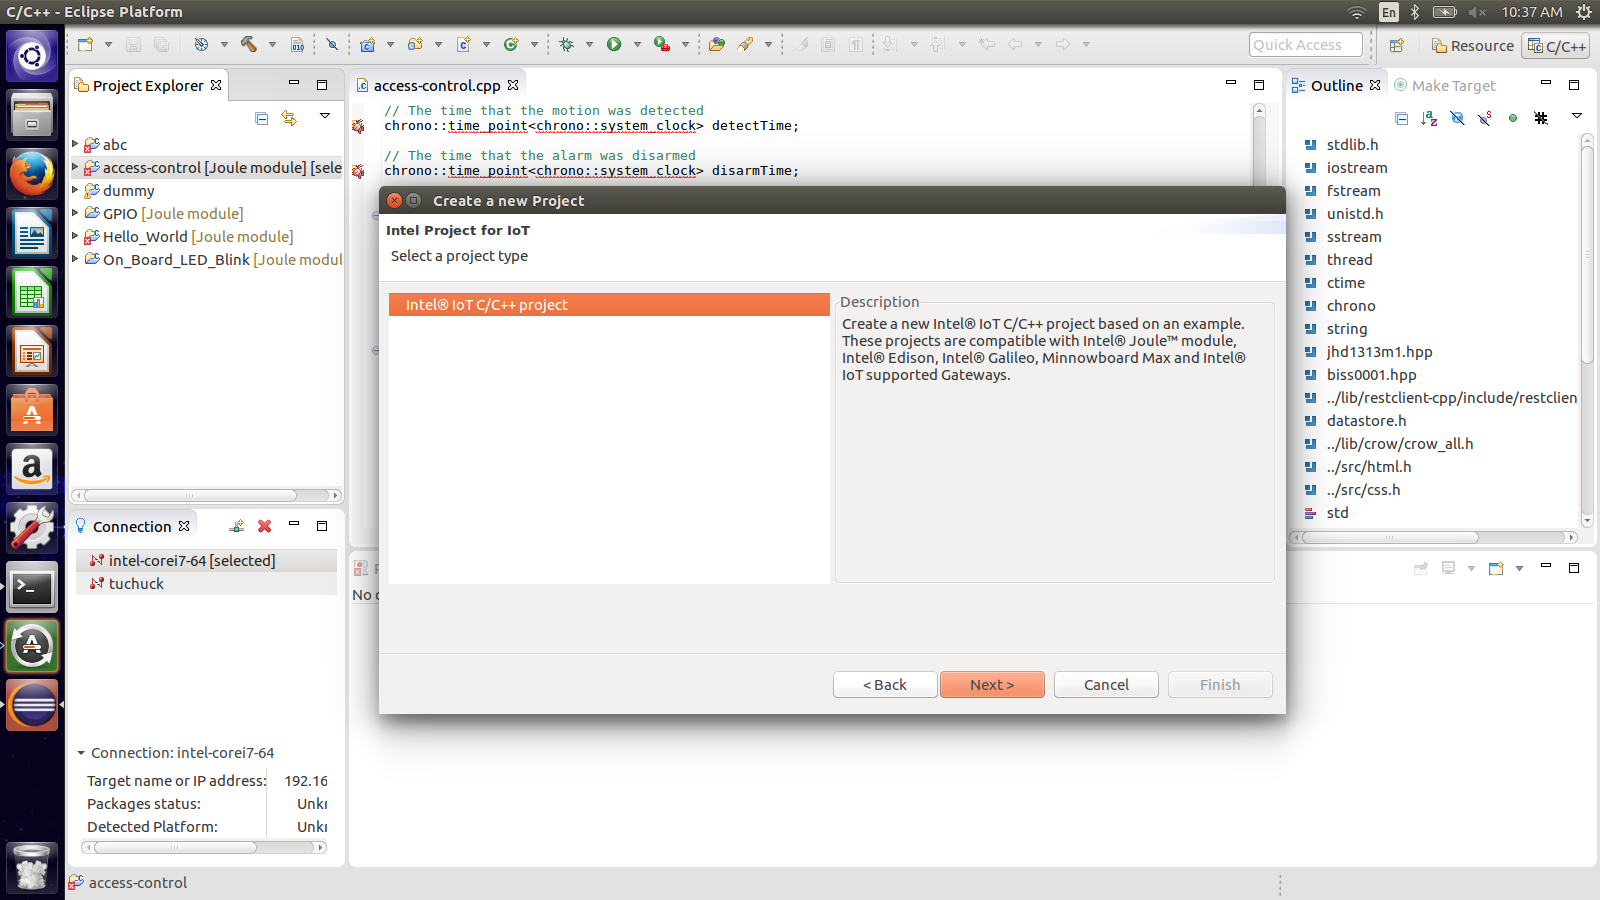 C/C++ - Eclipse Platform
En
10:37 AM
010
Quick Access
Resource
C/C++
Project Explorer
abc
access-control [Joule module] [sele
dummy
GPIO [Joule module]
Hello_World [Joule module]
On_Board_LED_Blink [Joule modul
access-control.cpp
// The time that the motion was detected
chrono::time_point<chrono::system_clock> detectTime;
// The time that the alarm was disarmed
chrono::time_point<chrono::system_clock> disarmTime;
Create a new Project
Intel Project for IoT
Select a project type
Intel® IoT C/C++ project
Description
Create a new Intel® IoT C/C++ project based on an example.
These projects are compatible with Intel® Joule™ module,
Intel® Edison, Intel® Galileo, Minnowboard Max and Intel®
IoT supported Gateways.
< Back
Next >
Cancel
Finish
Outline
Make Target
stdlib.h
iostream
fstream
unistd.h
sstream
thread
ctime
chrono
string
jhd1313m1.hpp
biss0001.hpp
../lib/restclient-cpp/include/restclien
datastore.h
../lib/crow/crow_all.h
../src/html.h
../src/css.h
std
Connection
intel-corei7-64 [selected]
tuchuck
No c
Connection: intel-corei7-64
Target name or IP address: 192.16
Packages status: Unkr
Detected Platform: Unkr
access-control